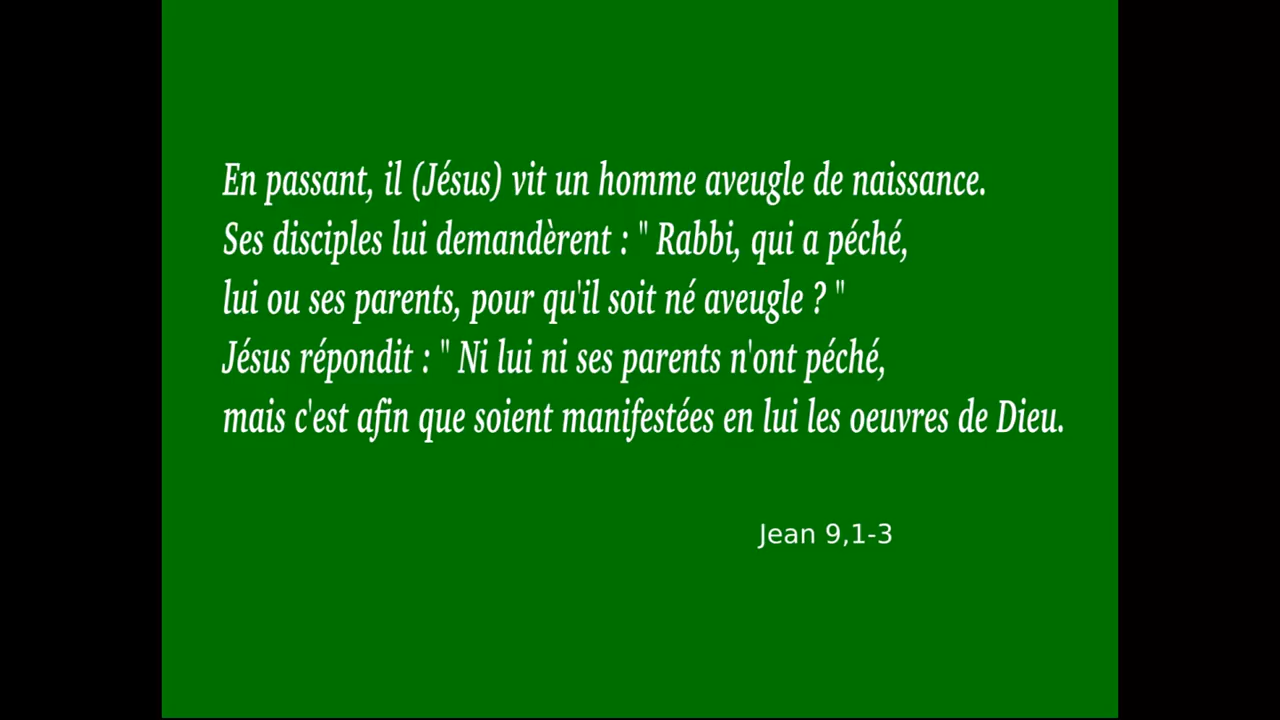 En passant, il (Jésus) vit un homme aveugle de naissance.
Ses disciples lui demandèrent : " Rabbi, qui a péché,
lui ou ses parents, pour qu'il soit né aveugle ? "
Jésus répondit : " Ni lui ni ses parents n'ont péché,
mais c'est afin que soient manifestées en lui les oeuvres de Dieu.
Jean 9,1-3